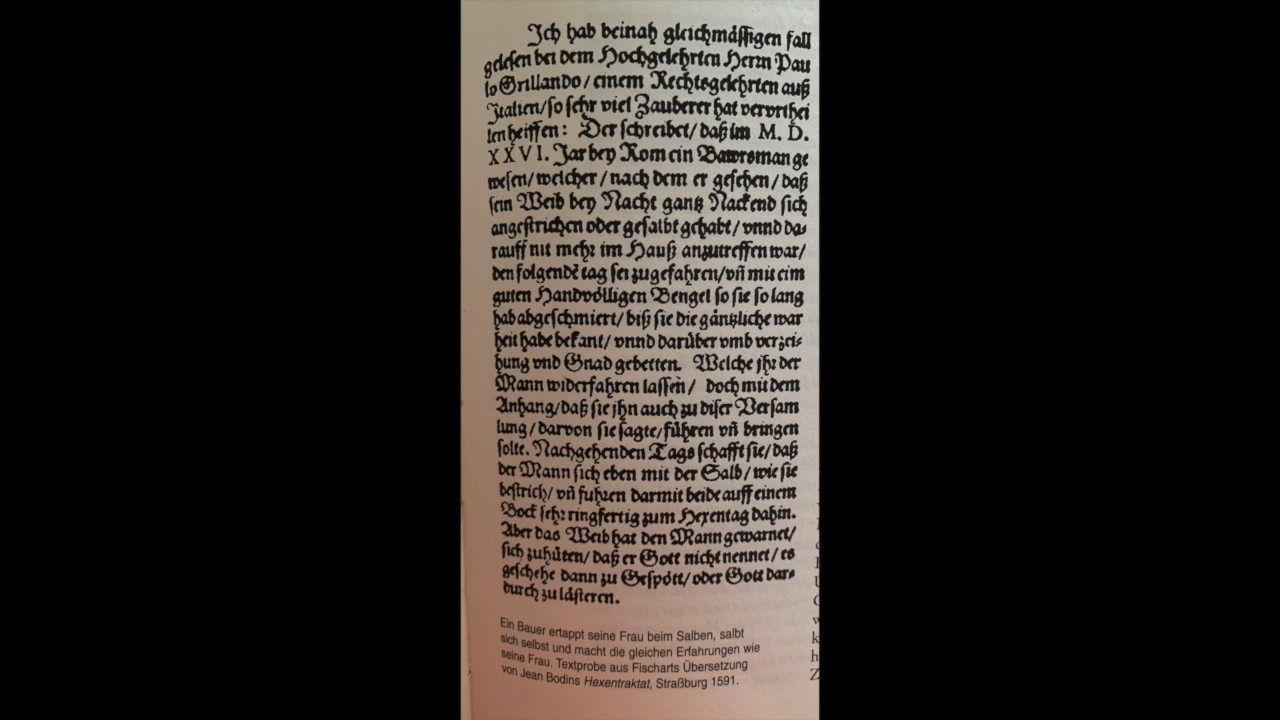 Ich hab beinah gleichmässigen fall
gelesen bei dem Hochgelehrten Herrn Pau
lo Grillando / einem Rechtsgelehrten auß
Italien/so sehr viel Zauberer hat verurthei
len heissen: Der schreibet/ daß im M. D.
XXVI. Jar bey Rom ein Bawrsman ge
wesen/ welcher / nach dem er gesehen / daß
sein Weib bey Nacht gantz Nackend sich
angestrichen oder gesalbt gehabt / vnnd da-
rauff nit mehr im Hauß anzutreffen war/
den folgendē tag sei zugefahren/vñ mit eim
guten Handvölligen Bengel so sie so lang
hab abgeschmiert/ biß sie die gäntzliche war
heit habe bekant/ vnnd darüber vmb verzei-
hung vnd Gnad gebetten. Welche jhr der
Mann widerfahren lassen / doch mit dem
Anhang/daß sie jhn auch zu diser Versam
lung / darvon sie sagte/führen vñ bringen
solte. Nachgehenden Tags schafft sie/ daß
der Mann sich eben mit der Salb / wie sie
bestrich/ vñ fuhren darmit beide auff einem
Bock sehr ringfertig zum Hexentag dahin.
Aber das Weib hat den Mann gewarnet/
sich zuhüten/ daß er Gott nicht nennet / es
geschehe dann zu Gespött/ oder Gott dar-
durch zu lästeren.
Ein Bauer ertappt seine Frau beim Salben, salbt
sich selbst und macht die gleichen Erfahrungen wie
seine Frau. Textprobe aus Fischarts Übersetzung
von Jean Bodins Hexentraktat, Straßburg 1591.